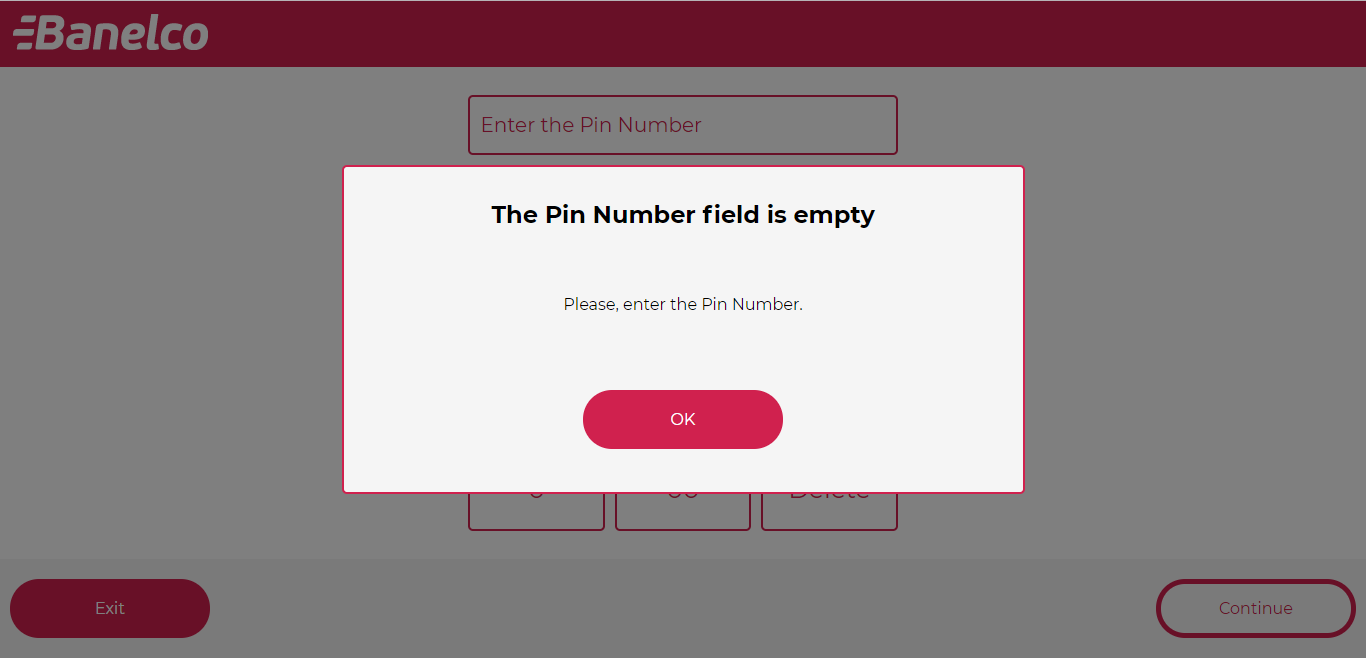 Banelco
Enter the Pin Number
The Pin Number field is empty
Please, enter the Pin Number.
OK
Delete
Exit
Continue